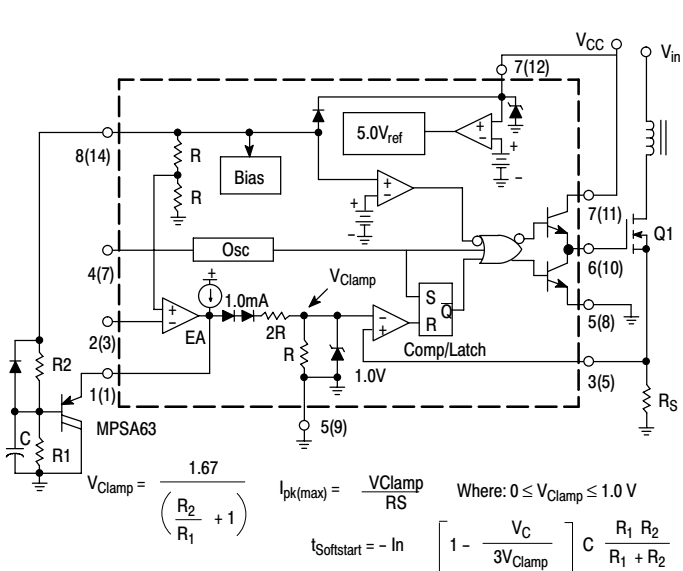 VCC
Vin
7(12)
5.0Vref
+
−
+
−
8(14)
R
R
Bias
+
−
+
−
7(11)
Q1
4(7)
Osc
6(10)
VClamp
+
1.0mA
S
R
Q
5(8)
+
−
EA
2R
−
+
2(3)
R
1.0V
Comp/Latch
3(5)
R2
1(1)
RS
MPSA63
5(9)
C
R1
VClamp = 1.67 / (R2/R1 + 1)
Ipk(max) = VClamp / RS
Where: 0 ≤ VClamp ≤ 1.0 V
tSoftstart = − In [1 - VC / 3VClamp] C R1 R2 / R1 + R2